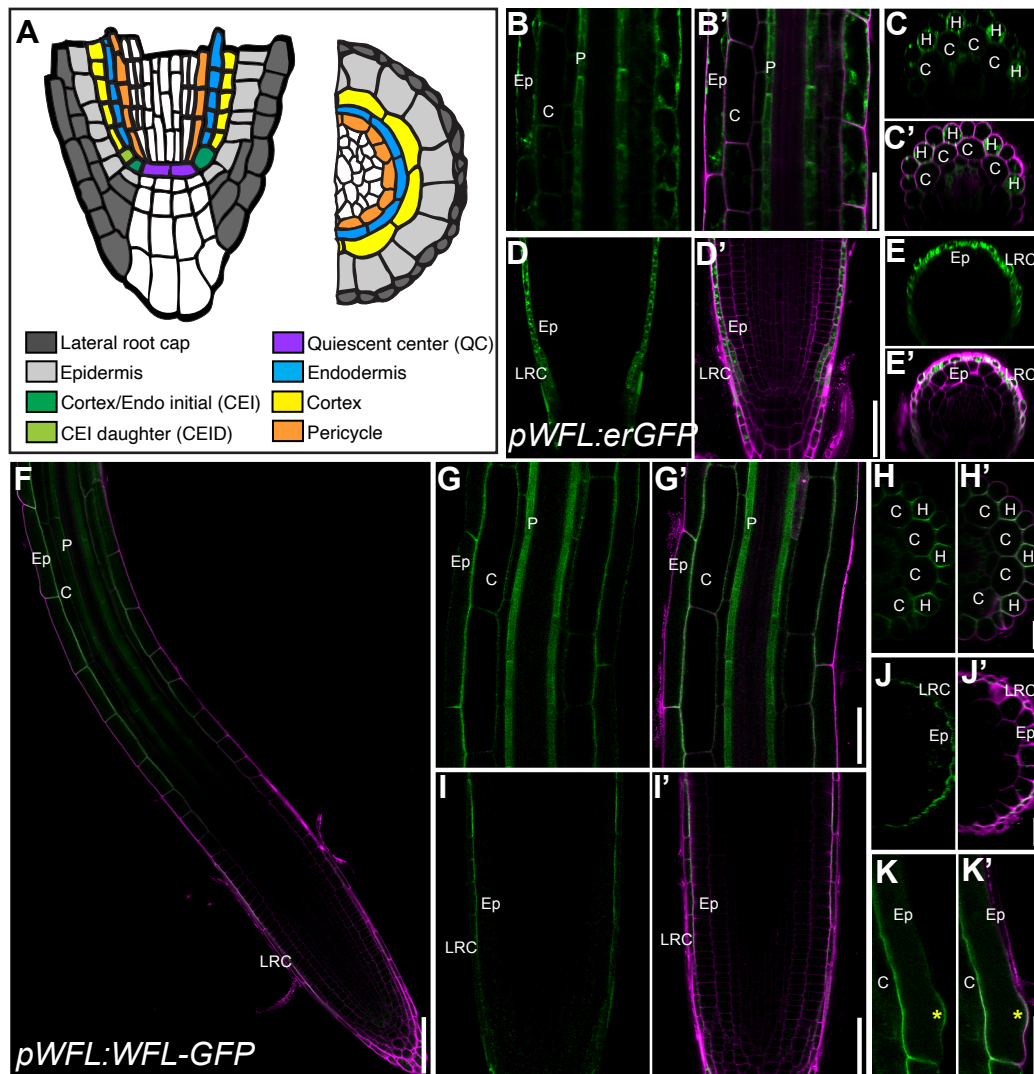 A
Lateral root cap
Epidermis
Cortex/Endo initial (CEI)
CEI daughter (CEID)
Quiescent center (QC)
Endodermis
Cortex
Pericycle
B
Ep
P
C
B'
Ep
P
C
C
H
H
C
C
C
H
C'
H
H
C
C
C
H
D
Ep
LRC
pWFL:erGFP
D'
Ep
LRC
E
Ep
LRC
E'
Ep
LRC
F
Ep
P
C
LRC
pWFL:WFL-GFP
G
P
Ep
C
G'
P
Ep
C
H
C
H
C
H
C
C
H
H'
C
H
C
H
C
C
H
I
Ep
LRC
I'
Ep
LRC
J
LRC
Ep
J'
LRC
Ep
K
Ep
C
*
K'
Ep
C
*